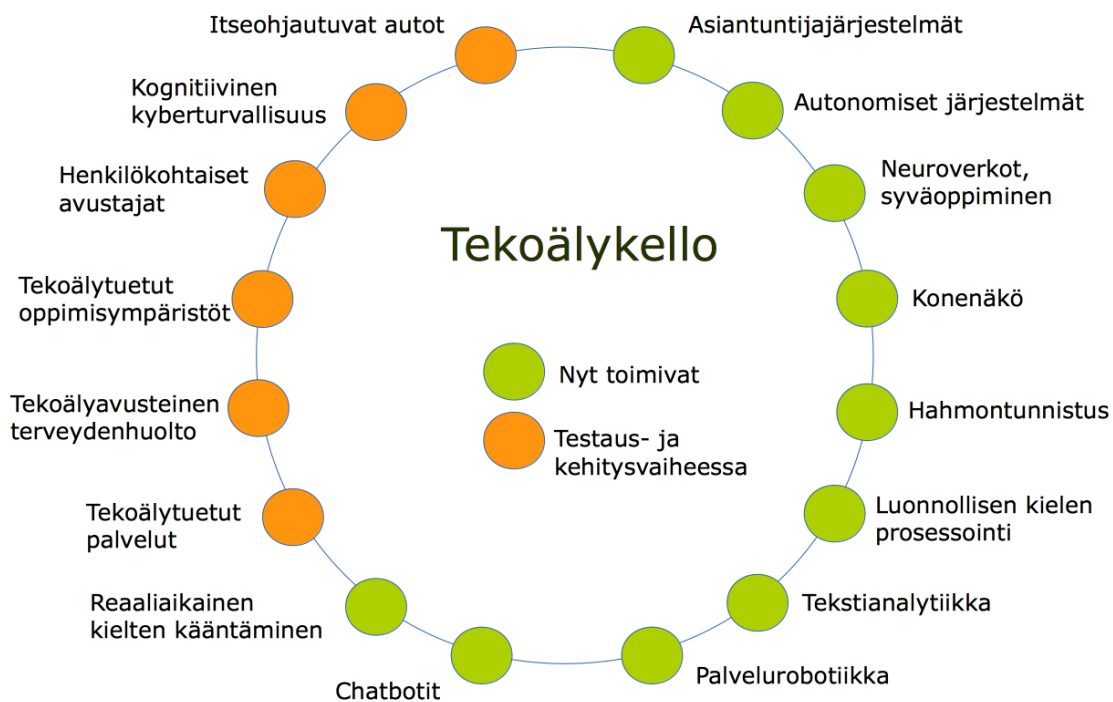 Itseohjautuvat autot
Asiantuntijajärjestelmät
Kognitiivinen
kyberturvallisuus
Autonomiset järjestelmät
Henkilökohtaiset
avustajat
Neuroverkot,
syväoppiminen
Tekoälykello
Tekoälytuetut
oppimisympäristöt
Konenäkö
Nyt toimivat
Tekoälyavusteinen
terveydenhuolto
Testaus- ja
kehitysvaiheessa
Hahmontunnistus
Tekoälytuetut
palvelut
Luonnollisen kielen
prosessointi
Reaaliaikainen
kielten kääntäminen
Tekstianalytiikka
Chatbotit
Palvelurobotiikka